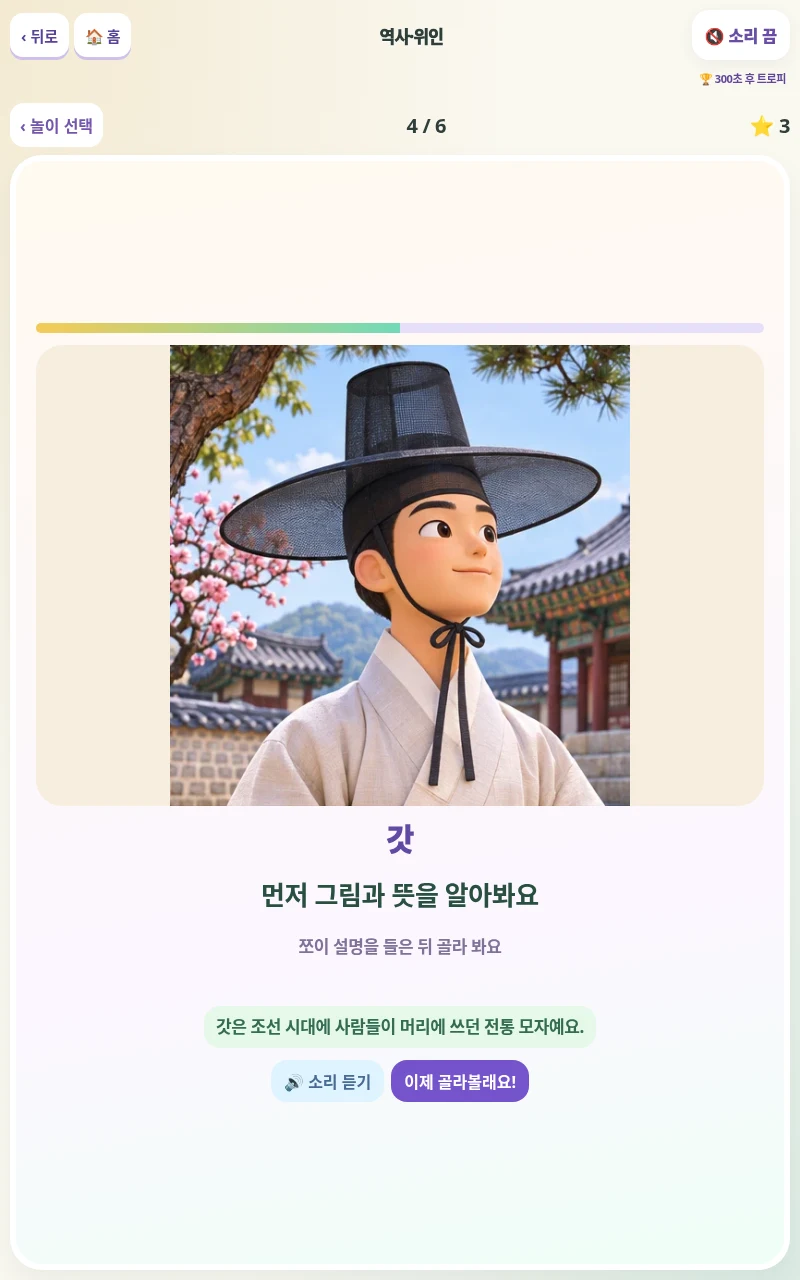 ‹ 뒤로
🏠 홈
역사·위인
🔇 소리 끔
🏆 300초 후 트로피
‹ 놀이 선택
4 / 6
⭐ 3
갓
먼저 그림과 뜻을 알아봐요
쪼이 설명을 들은 뒤 골라 봐요
갓은 조선 시대에 사람들이 머리에 쓰던 전통 모자예요.
🔊 소리 듣기
이제 골라볼래요!